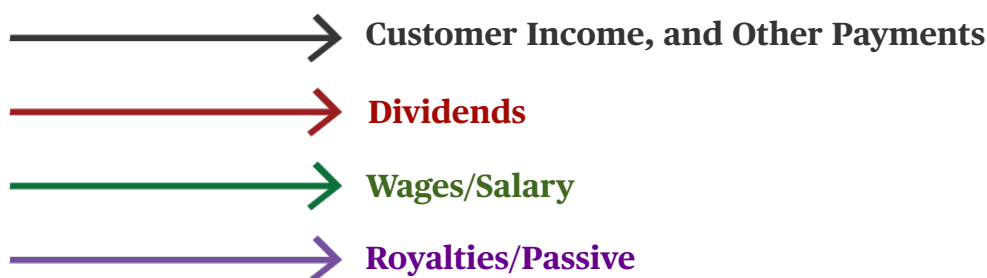 Customer Income, and Other Payments
Dividends
Wages/Salary
Royalties/Passive